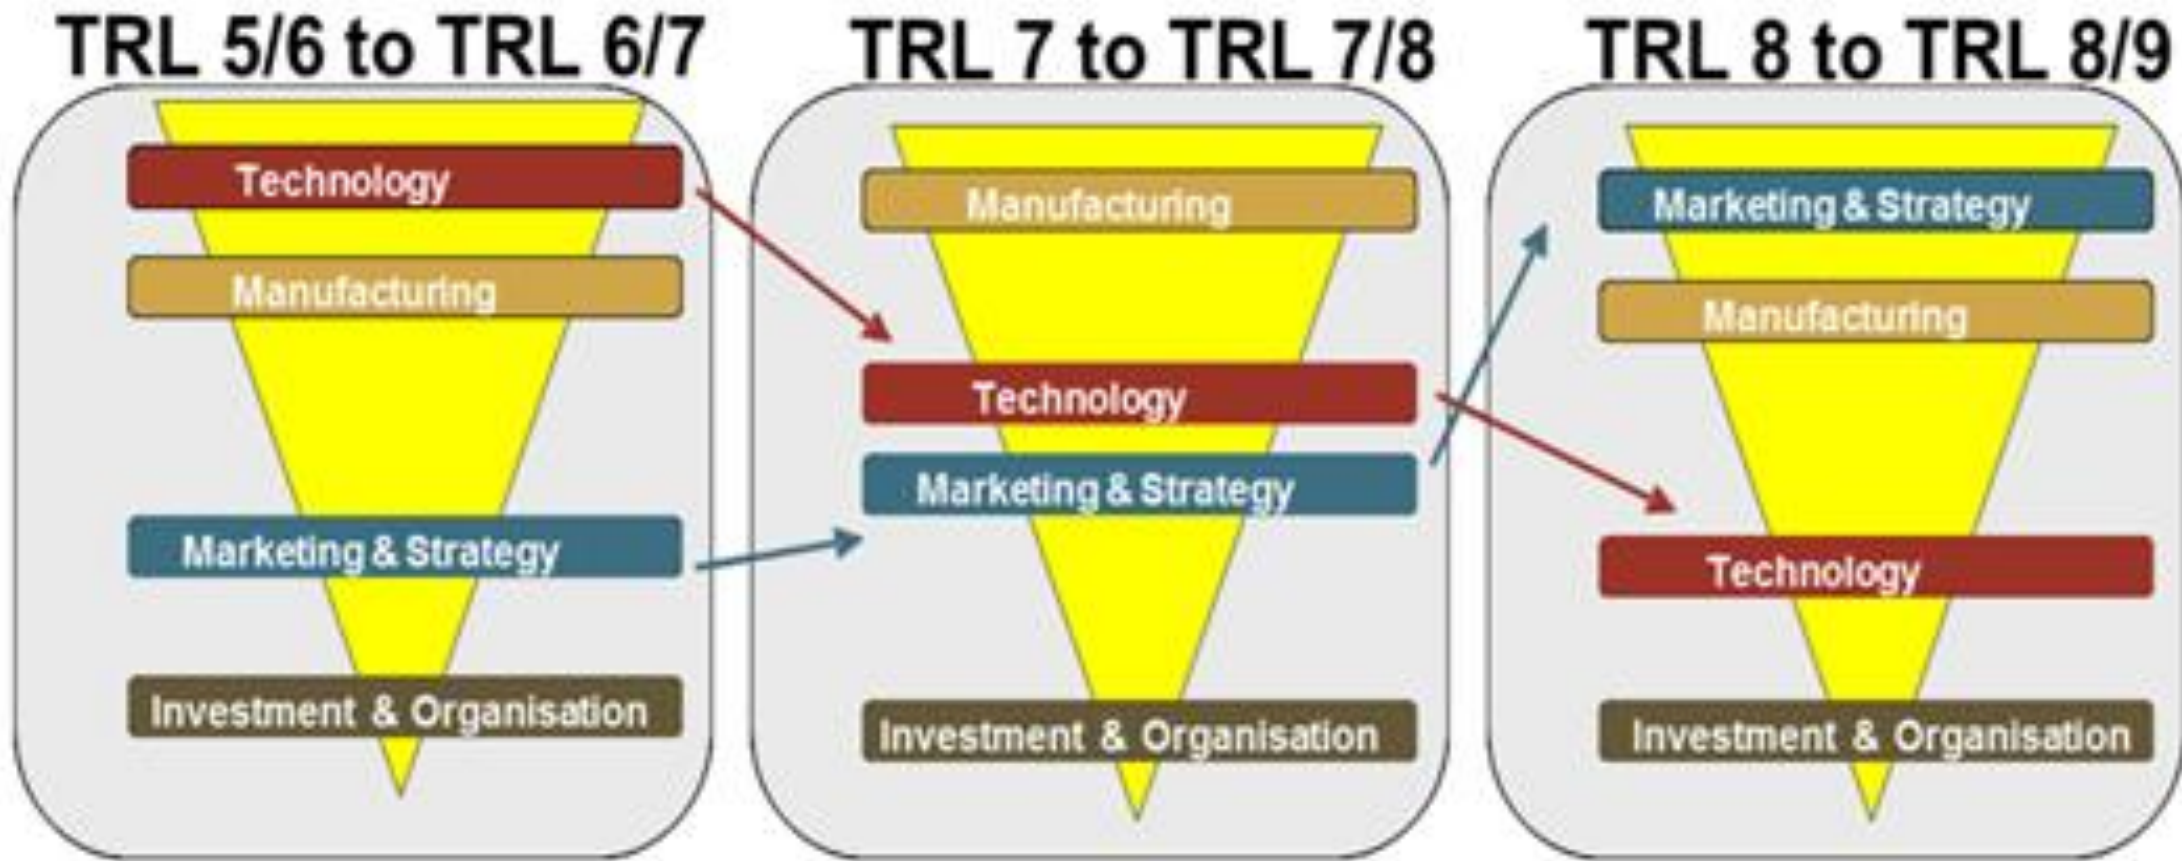 TRL 5/6 to TRL 6/7
Technology
Manufacturing
Marketing & Strategy
Investment & Organisation
TRL 7 to TRL 7/8
Manufacturing
Technology
Marketing & Strategy
Investment & Organisation
TRL 8 to TRL 8/9
Marketing & Strategy
Manufacturing
Technology
Investment & Organisation